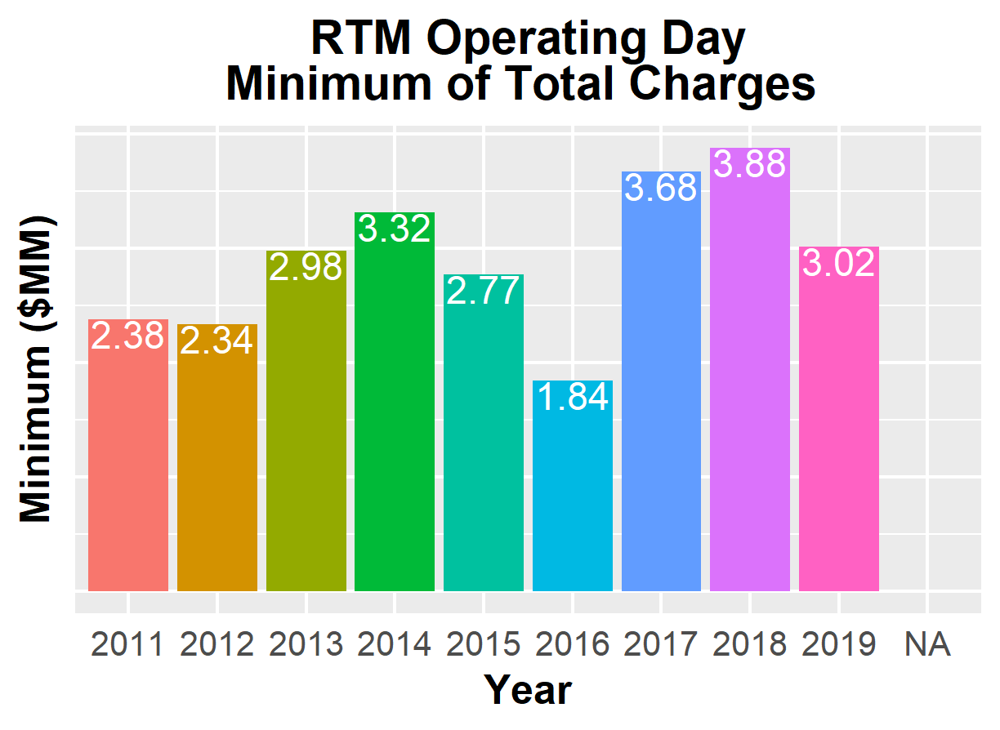 RTM Operating Day
Minimum of Total Charges
Minimum ($MM)
2.38
2.34
2.98
3.32
2.77
1.84
3.68
3.88
3.02
2011 2012 2013 2014 2015 2016 2017 2018 2019 NA
Year